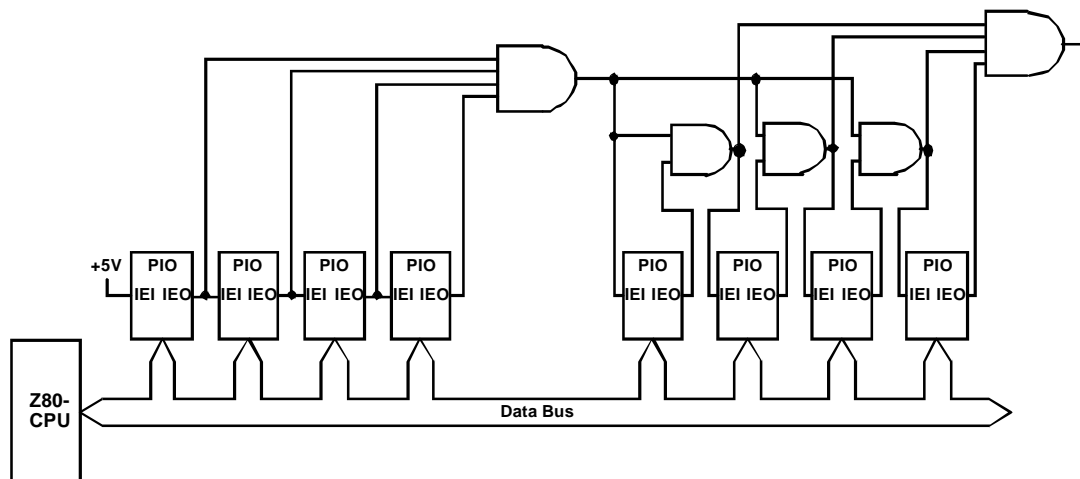 +5V
PIO PIO PIO PIO PIO PIO PIO PIO
IEI IEO IEI IEO IEI IEO IEI IEO IEI IEO IEI IEO IEI IEO IEI IEO
Z80-
CPU
Data Bus